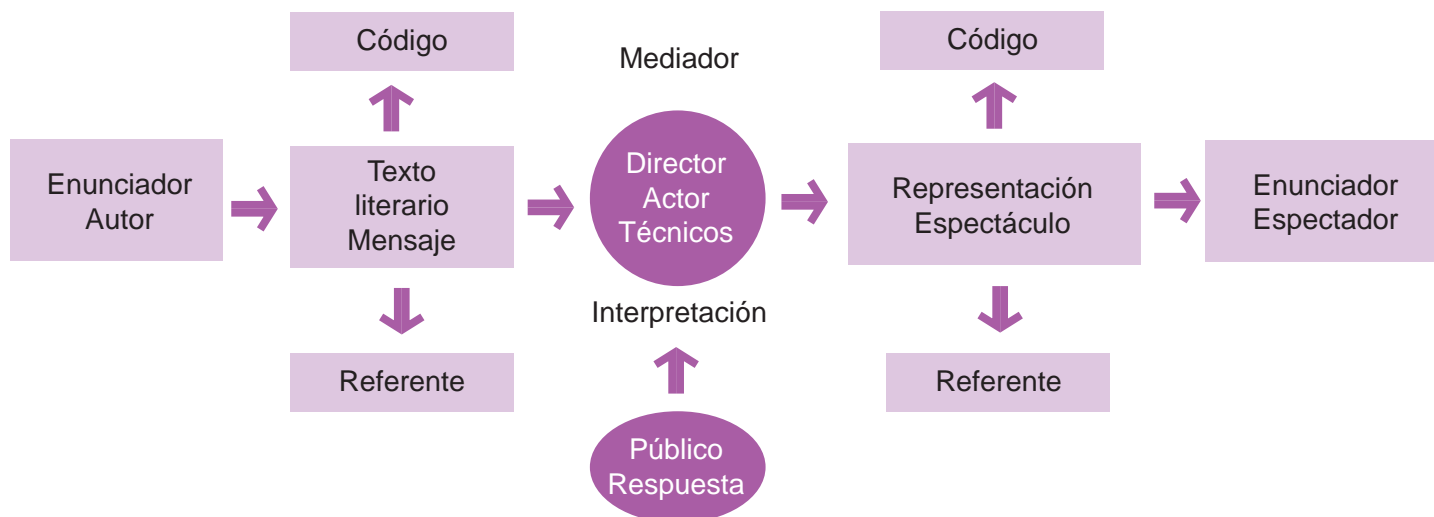 Código
Mediador
Código
Enunciador
Autor
Texto
literario
Mensaje
Director
Actor
Técnicos
Representación
Espectáculo
Enunciador
Espectador
Interpretación
Referente
Referente
Público
Respuesta